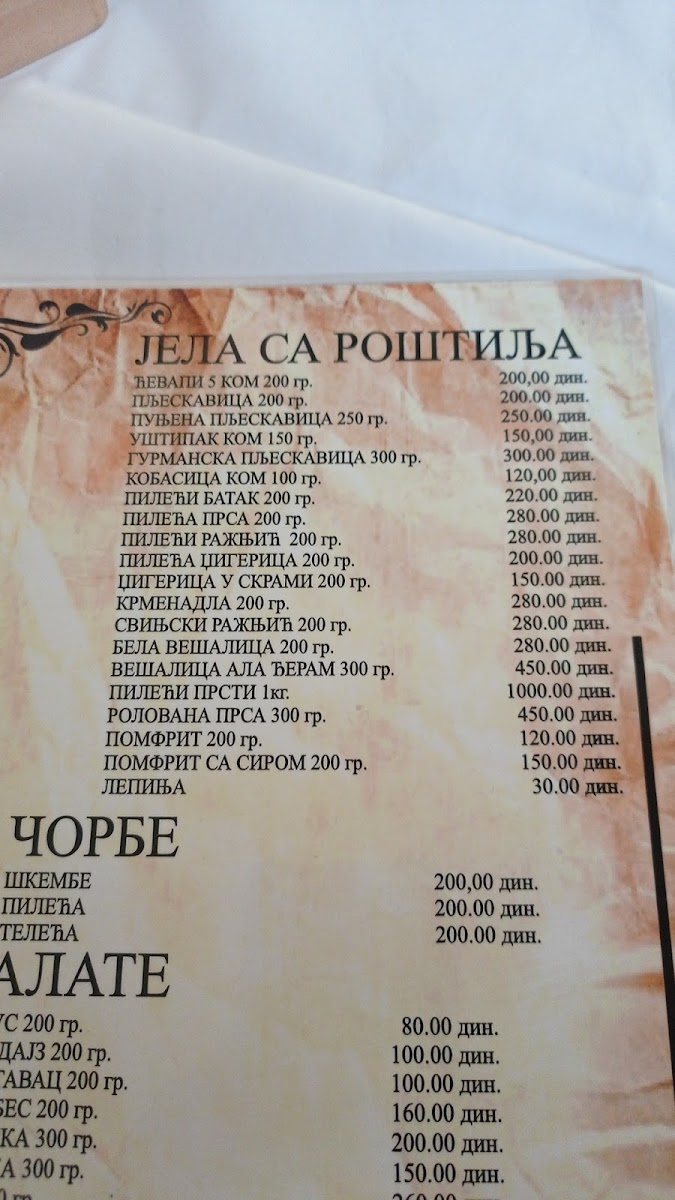 ЈЕЛА СА РОШТИЉА
ЋЕВАПИ 5 КОМ 200 гр. 200,00 дин.
ПЉЕСКАВИЦА 200 гр. 200.00 дин.
ПУЊЕНА ПЉЕСКАВИЦА 250 гр. 250.00 дин.
УШТИПАК КОМ 150 гр. 150,00 дин.
ГУРМАНСКА ПЉЕСКАВИЦА 300 гр. 300.00 дин.
КОБАСИЦА КОМ 100 гр. 120,00 дин.
ПИЛЕЋИ БАТАК 200 гр. 220.00 дин.
ПИЛЕЋА ПРСА 200 гр. 280.00 дин.
ПИЛЕЋИ РАЖЊИЋ 200 гр. 280.00 дин.
ПИЛЕЋА ЏИГЕРИЦА 200 гр. 200.00 дин.
ЏИГЕРИЦА У СКРАМИ 200 гр. 150.00 дин.
КРМЕНАДЛА 200 гр. 280.00 дин.
СВИЊСКИ РАЖЊИЋ 200 гр. 280.00 дин.
БЕЛА ВЕШАЛИЦА 200 гр. 280.00 дин.
ВЕШАЛИЦА АЛА ЂЕРАМ 300 гр. 450.00 дин.
ПИЛЕЋИ ПРСТИ 1кг. 1000.00 дин.
РОЛОВАНА ПРСА 300 гр. 450.00 дин.
ПОМФРИТ 200 гр. 120.00 дин.
ПОМФРИТ СА СИРОМ 200 гр. 150.00 дин.
ЛЕПИЊА 30.00 дин.
ЧОРБЕ
ШКЕМБЕ 200,00 дин.
ПИЛЕЋА 200.00 дин.
ТЕЛЕЋА 200.00 дин.
АЛАТЕ
УС 200 гр. 80.00 дин.
ДАЈЗ 200 гр. 100.00 дин.
ТАВАЦ 200 гр. 100.00 дин.
БЕС 200 гр. 160.00 дин.
КА 300 гр. 200.00 дин.
А 300 гр. 150.00 дин.